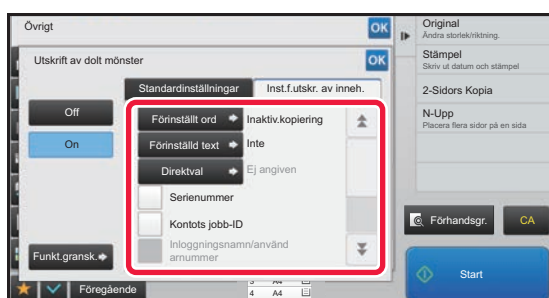 Övrigt
OK
Utskrift av dolt mönster
OK
Standardinställningar
Inst.f.utskr. av inneh.
Off
On
Förinställt ord
Inaktiv.kopiering
Förinställd text
Inte
Direktval
Ej angiven
Serienummer
Kontots jobb-ID
Inloggningsnamn/använd
arnummer
Funkt.gransk.
Föregående
3 A4
4 A4
Original
Ändra storlek/riktning.
Stämpel
Skriv ut datum och stämpel
2-Sidors Kopia
N-Upp
Placera flera sidor på en sida
Förhandsgr.
CA
Start